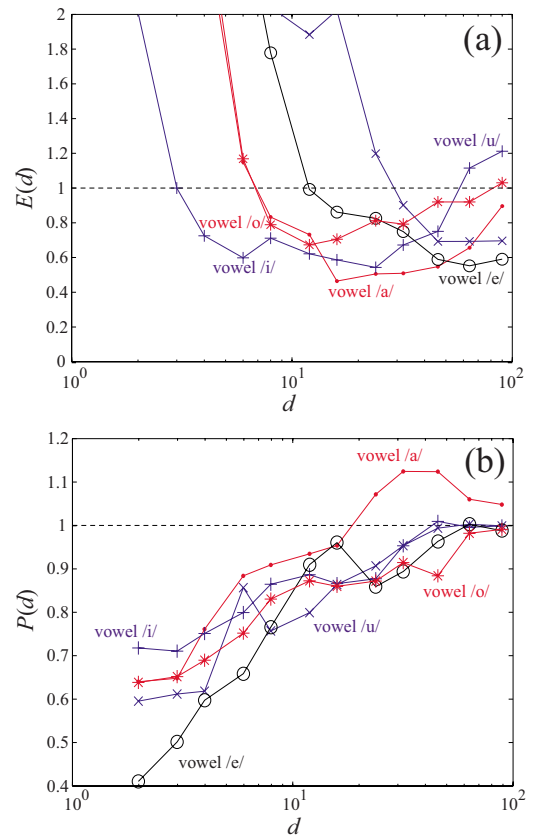 (a)
2
1.8
1.6
1.4
1.2
1
0.8
0.6
0.4
0.2
0
E(d)
vowel /u/
vowel /o/
vowel /i/
vowel /a/
vowel /e/
10^0
10^1
10^2
d
(b)
1.2
1.1
1
0.9
0.8
0.7
0.6
0.5
0.4
P(d)
vowel /a/
vowel /i/
vowel /o/
vowel /u/
vowel /e/
10^0
10^1
10^2
d